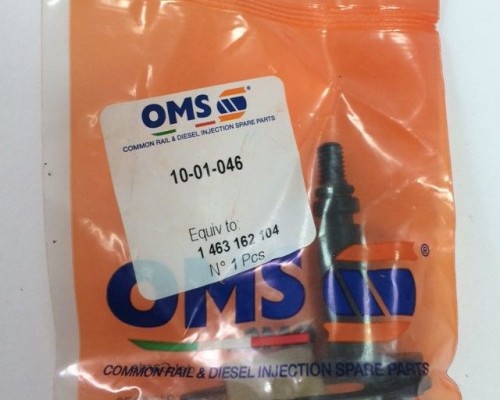 OMS
COMMON RAIL & DIESEL INJECTION SPARE PARTS
10-01-046
Equiv to:
1 463 162 104
N° 1 Pcs
OMS ®
COMMON RAIL & DIESEL INJECTION SPARE PARTS